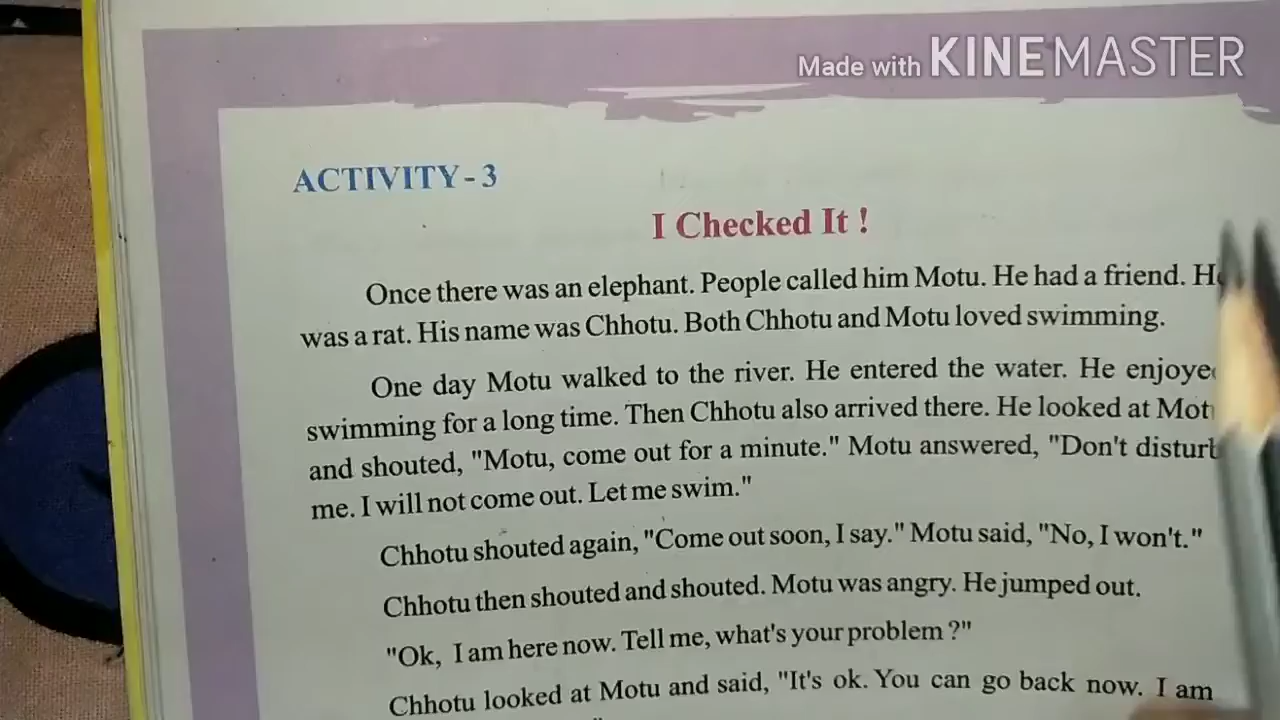 Made with KINEMASTER
ACTIVITY - 3
I Checked It !
Once there was an elephant. People called him Motu. He had a friend. He
was a rat. His name was Chhotu. Both Chhotu and Motu loved swimming.
One day Motu walked to the river. He entered the water. He
swimming for a long time. Then Chhotu also arrived there. He looked at
and shouted, "Motu, come out for a minute." Motu answered, "Don't disturb
me. I will not come out. Let me swim."
Chhotu shouted again, "Come out soon, I say." Motu said, "No, I won't."
Chhotu then shouted and shouted. Motu was angry. He jumped out.
"Ok, I am here now. Tell me, what's your problem ?"
Chhotu looked at Motu and said, "It's ok. You can go back now. I am